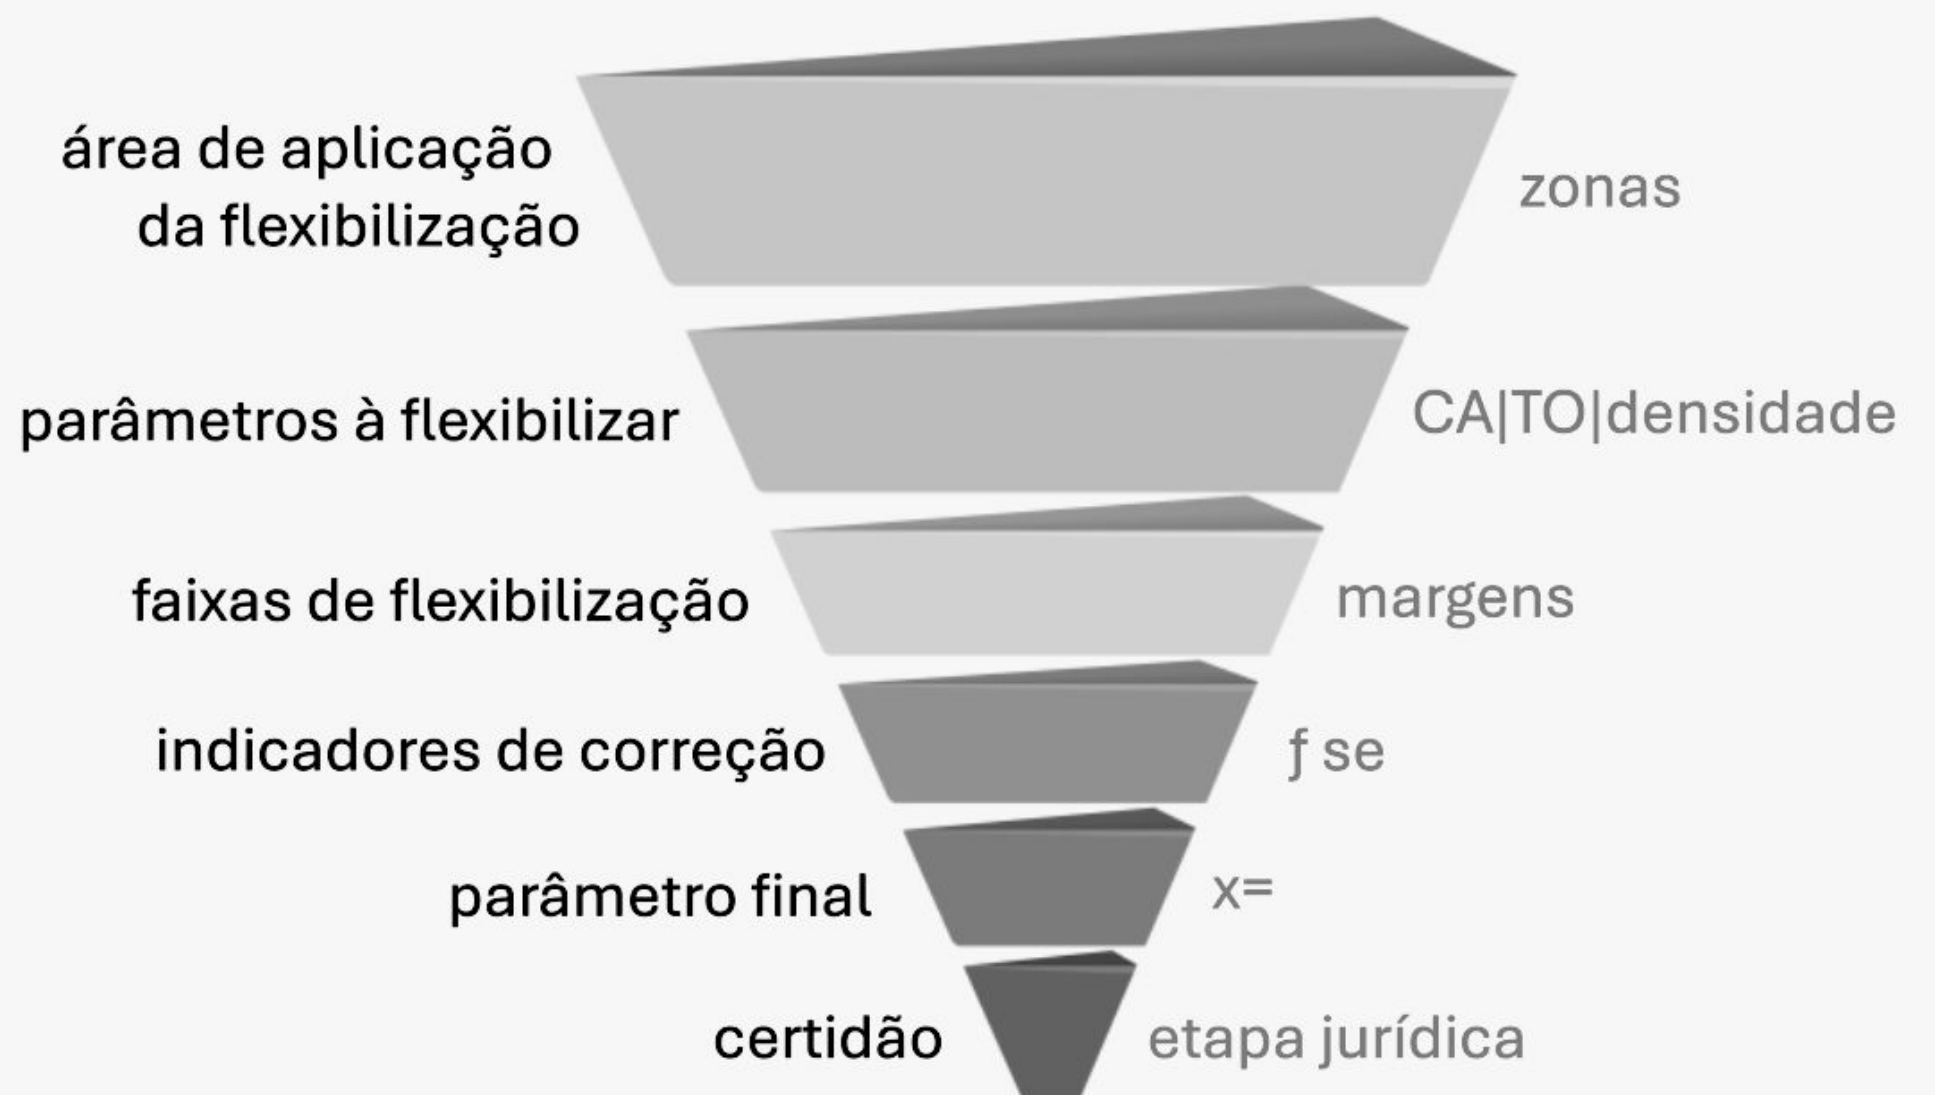 área de aplicação
da flexibilização
zonas
parâmetros à flexibilizar
CA|TO|densidade
faixas de flexibilização
margens
indicadores de correção
ƒ se
parâmetro final
x=
certidão
etapa jurídica